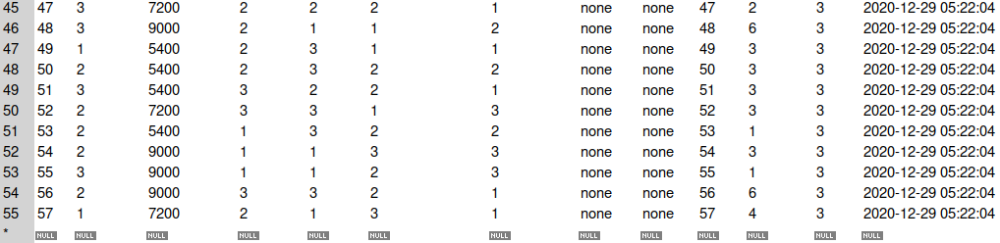 45 47 3 7200 2 2 2 1 none none 47 2 3 2020-12-29 05:22:04
46 48 3 9000 2 1 1 2 none none 48 6 3 2020-12-29 05:22:04
47 49 1 5400 2 3 1 1 none none 49 3 3 2020-12-29 05:22:04
48 50 2 5400 2 3 2 2 none none 50 3 3 2020-12-29 05:22:04
49 51 3 5400 3 2 2 1 none none 51 3 3 2020-12-29 05:22:04
50 52 2 7200 3 3 1 3 none none 52 3 3 2020-12-29 05:22:04
51 53 2 5400 1 3 2 2 none none 53 1 3 2020-12-29 05:22:04
52 54 2 9000 1 1 3 3 none none 54 3 3 2020-12-29 05:22:04
53 55 3 9000 1 1 2 3 none none 55 1 3 2020-12-29 05:22:04
54 56 2 9000 3 3 2 1 none none 56 6 3 2020-12-29 05:22:04
55 57 1 7200 2 1 3 1 none none 57 4 3 2020-12-29 05:22:04
* NULL NULL NULL NULL NULL NULL NULL NULL NULL NULL NULL NULL NULL